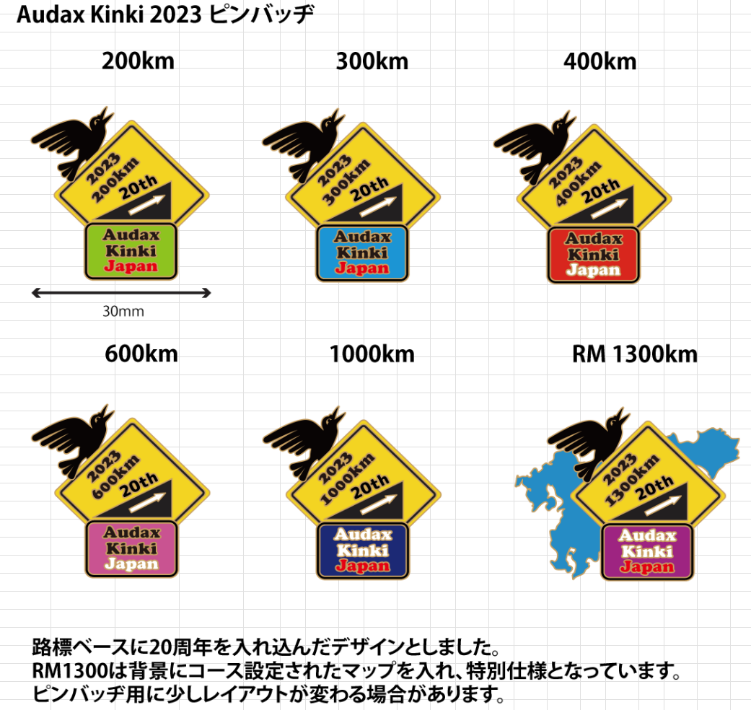 Audax Kinki 2023 ピンバッヂ
200km
300km
400km
2023
200km
20th
Audax
Kinki
Japan
2023
300km
20th
Audax
Kinki
Japan
2023
400km
20th
Audax
Kinki
Japan
30mm
600km
1000km
RM 1300km
2023
600km
20th
Audax
Kinki
Japan
2023
1000km
20th
Audax
Kinki
Japan
2023
1300km
20th
Audax
Kinki
Japan
路標ベースに20周年を入れ込んだデザインとしました。
RM1300は背景にコース設定されたマップを入れ、特別仕様となっています。
ピンバッヂ用に少しレイアウトが変わる場合があります。